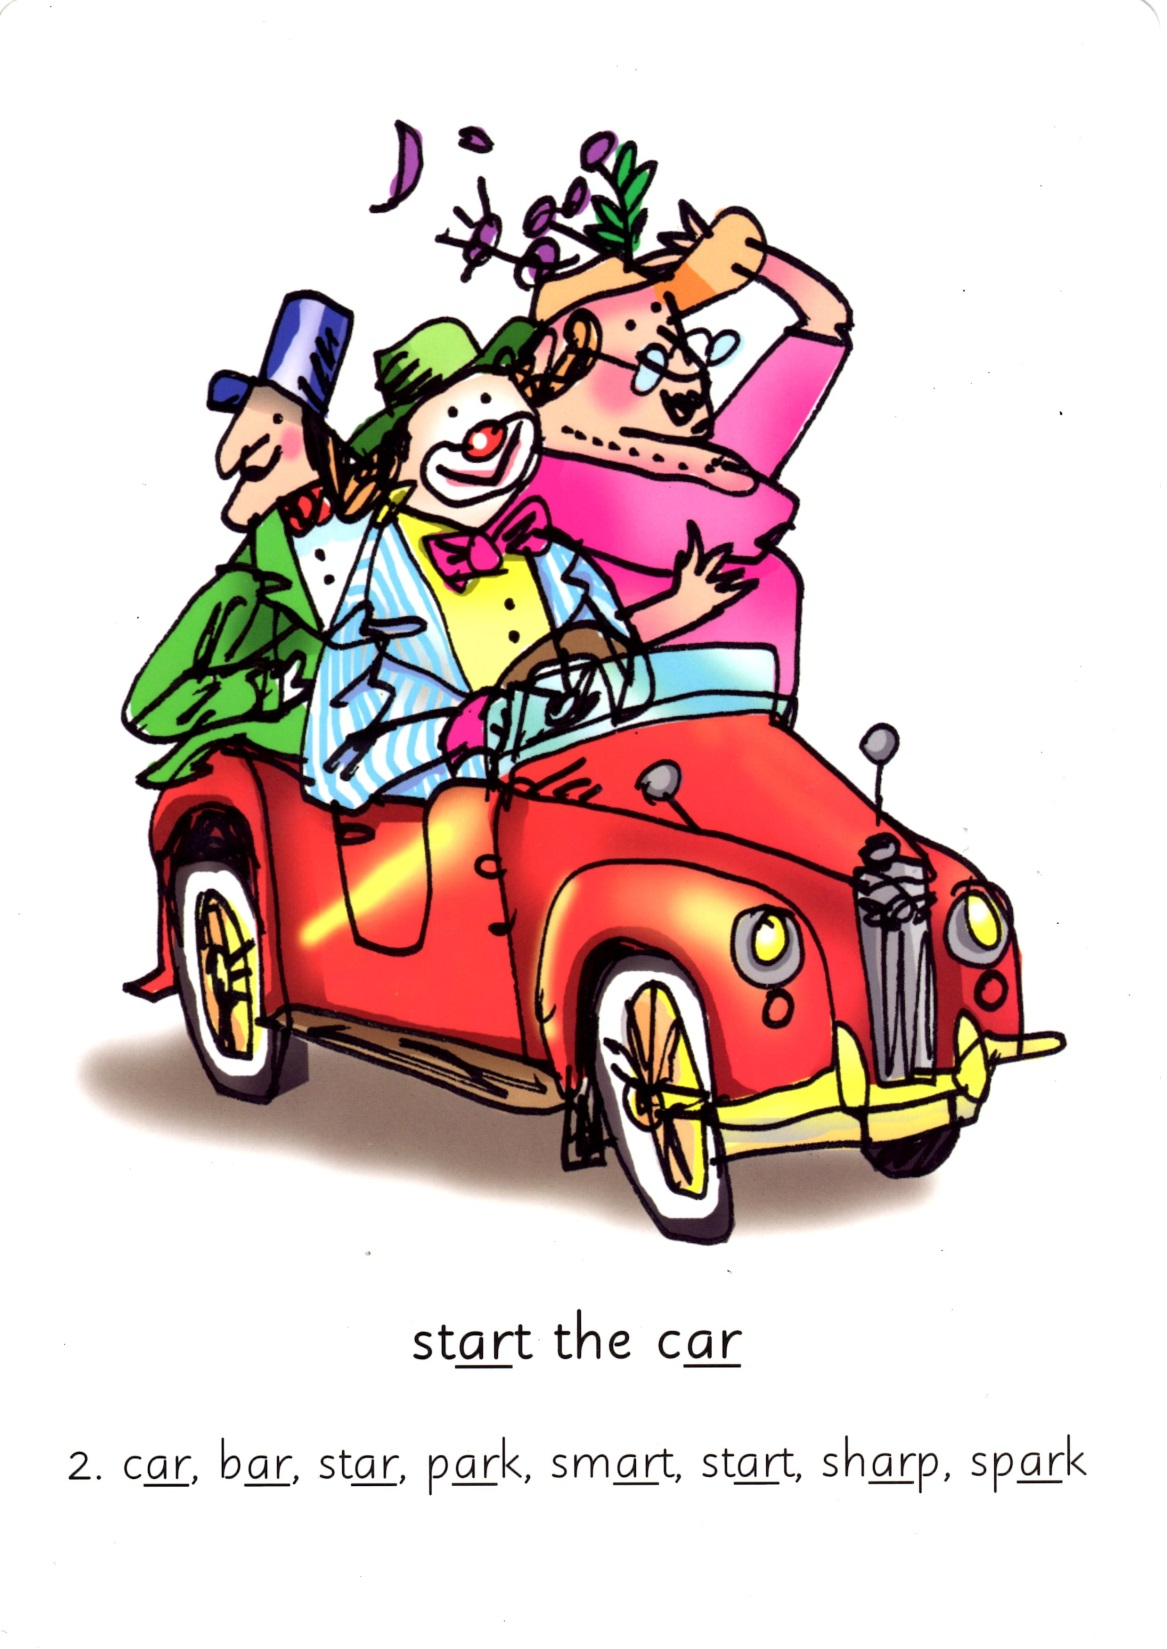 start the car
2. car, bar, star, park, smart, start, sharp, spark